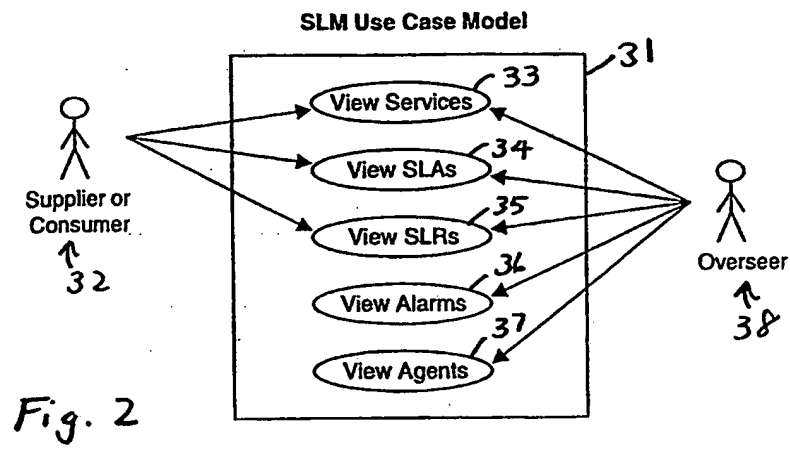 SLM Use Case Model
31
33
View Services
34
View SLAs
Supplier or
Consumer
32
35
View SLRs
Overseer
38
36
View Alarms
37
View Agents
Fig. 2